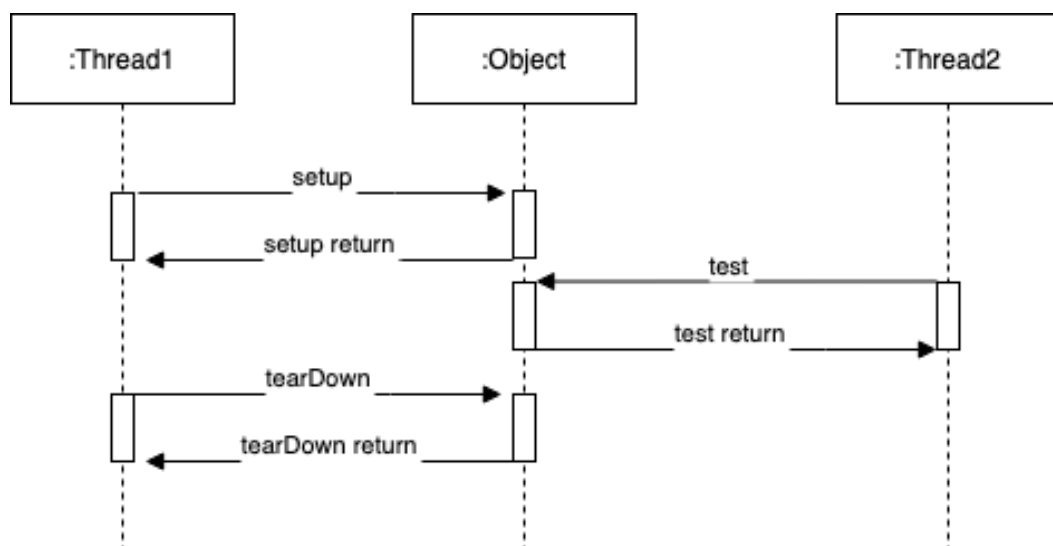 :Thread1
:Object
:Thread2
setup
setup return
test
test return
tearDown
tearDown return